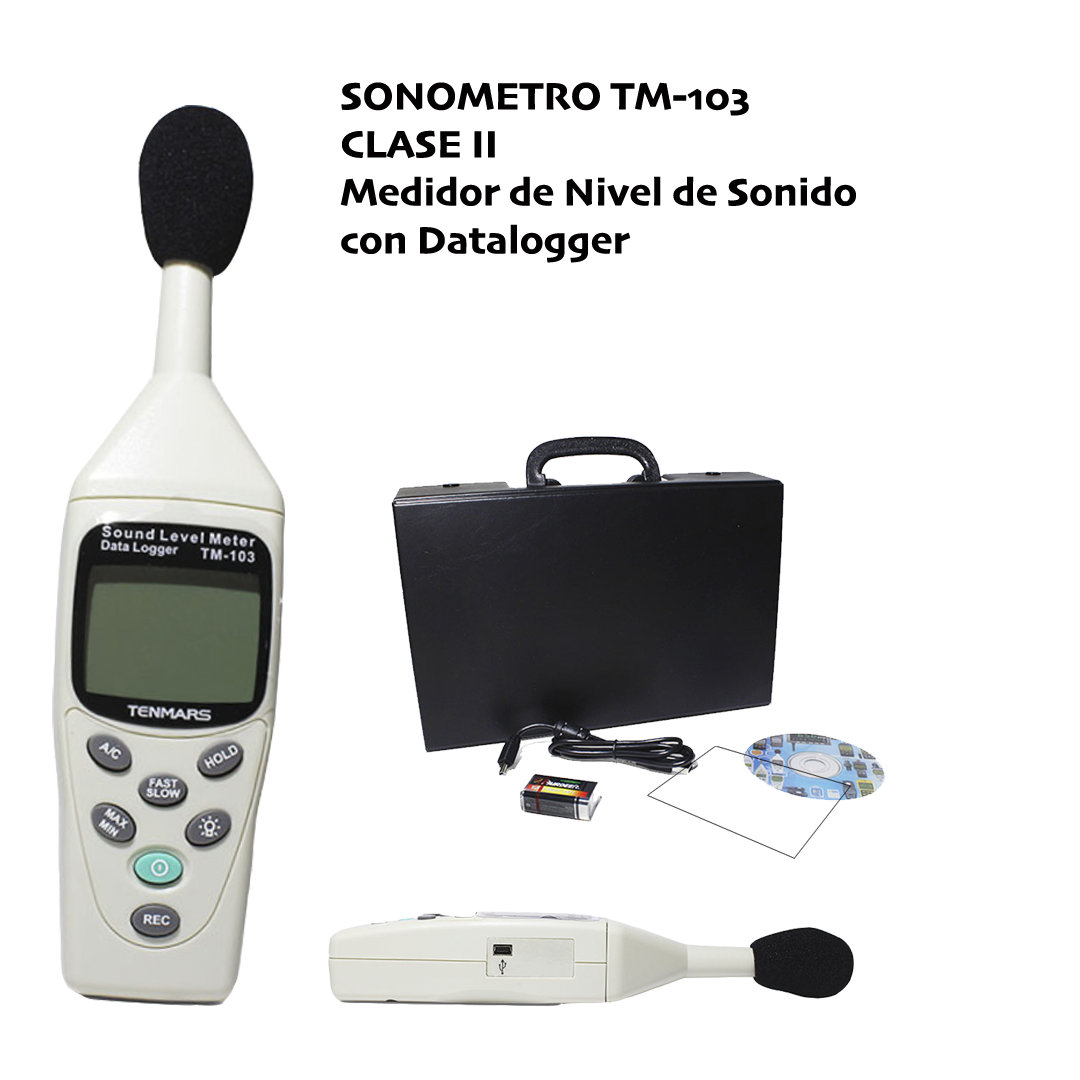 SONOMETRO TM-103
CLASE II
Medidor de Nivel de Sonido
con Datalogger
Sound Level Meter
Data Logger TM-103
TENMARS
A/C
HOLD
FAST
SLOW
MAX
MIN
REC